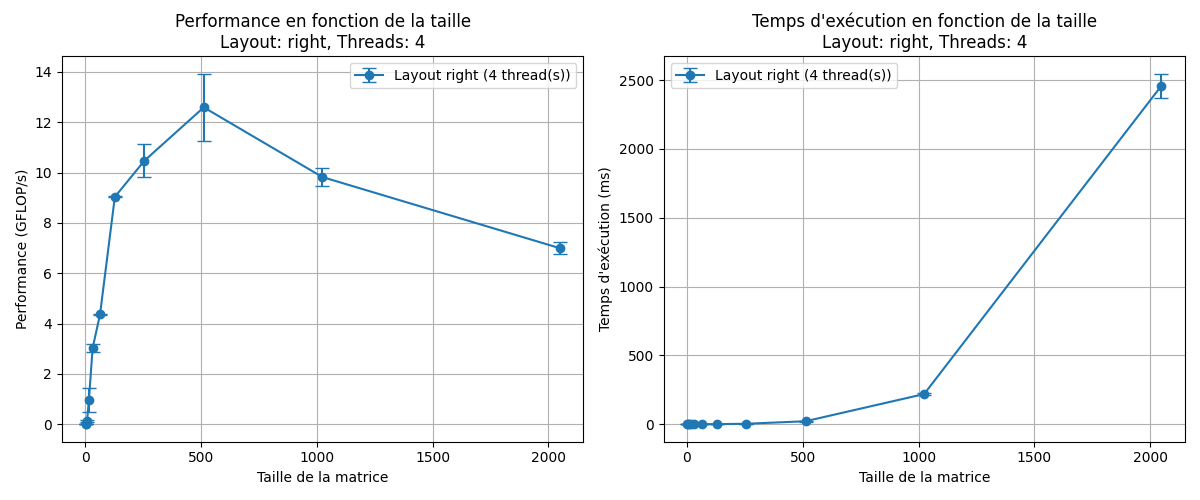 Performance en fonction de la taille
Layout: right, Threads: 4
Layout right (4 thread(s))
14
12
10
8
6
4
2
0
Performance (GFLOP/s)
0
500
1000
1500
2000
Taille de la matrice
Temps d'exécution en fonction de la taille
Layout: right, Threads: 4
Layout right (4 thread(s))
2500
2000
1500
1000
500
0
Temps d'exécution (ms)
0
500
1000
1500
2000
Taille de la matrice